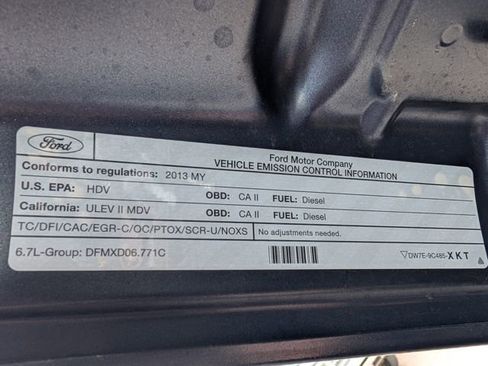 Ford
Ford Motor Company
VEHICLE EMISSION CONTROL INFORMATION
Conforms to regulations: 2013 MY
U.S. EPA: HDV OBD: CA II FUEL: Diesel
California: ULEV II MDV OBD: CA II FUEL: Diesel
TC/DFI/CAC/EGR-C/OC/PTOX/SCR-U/NOXS No adjustments needed.
6.7L-Group: DFMXD06.771C
DW7E-9C485-XKT